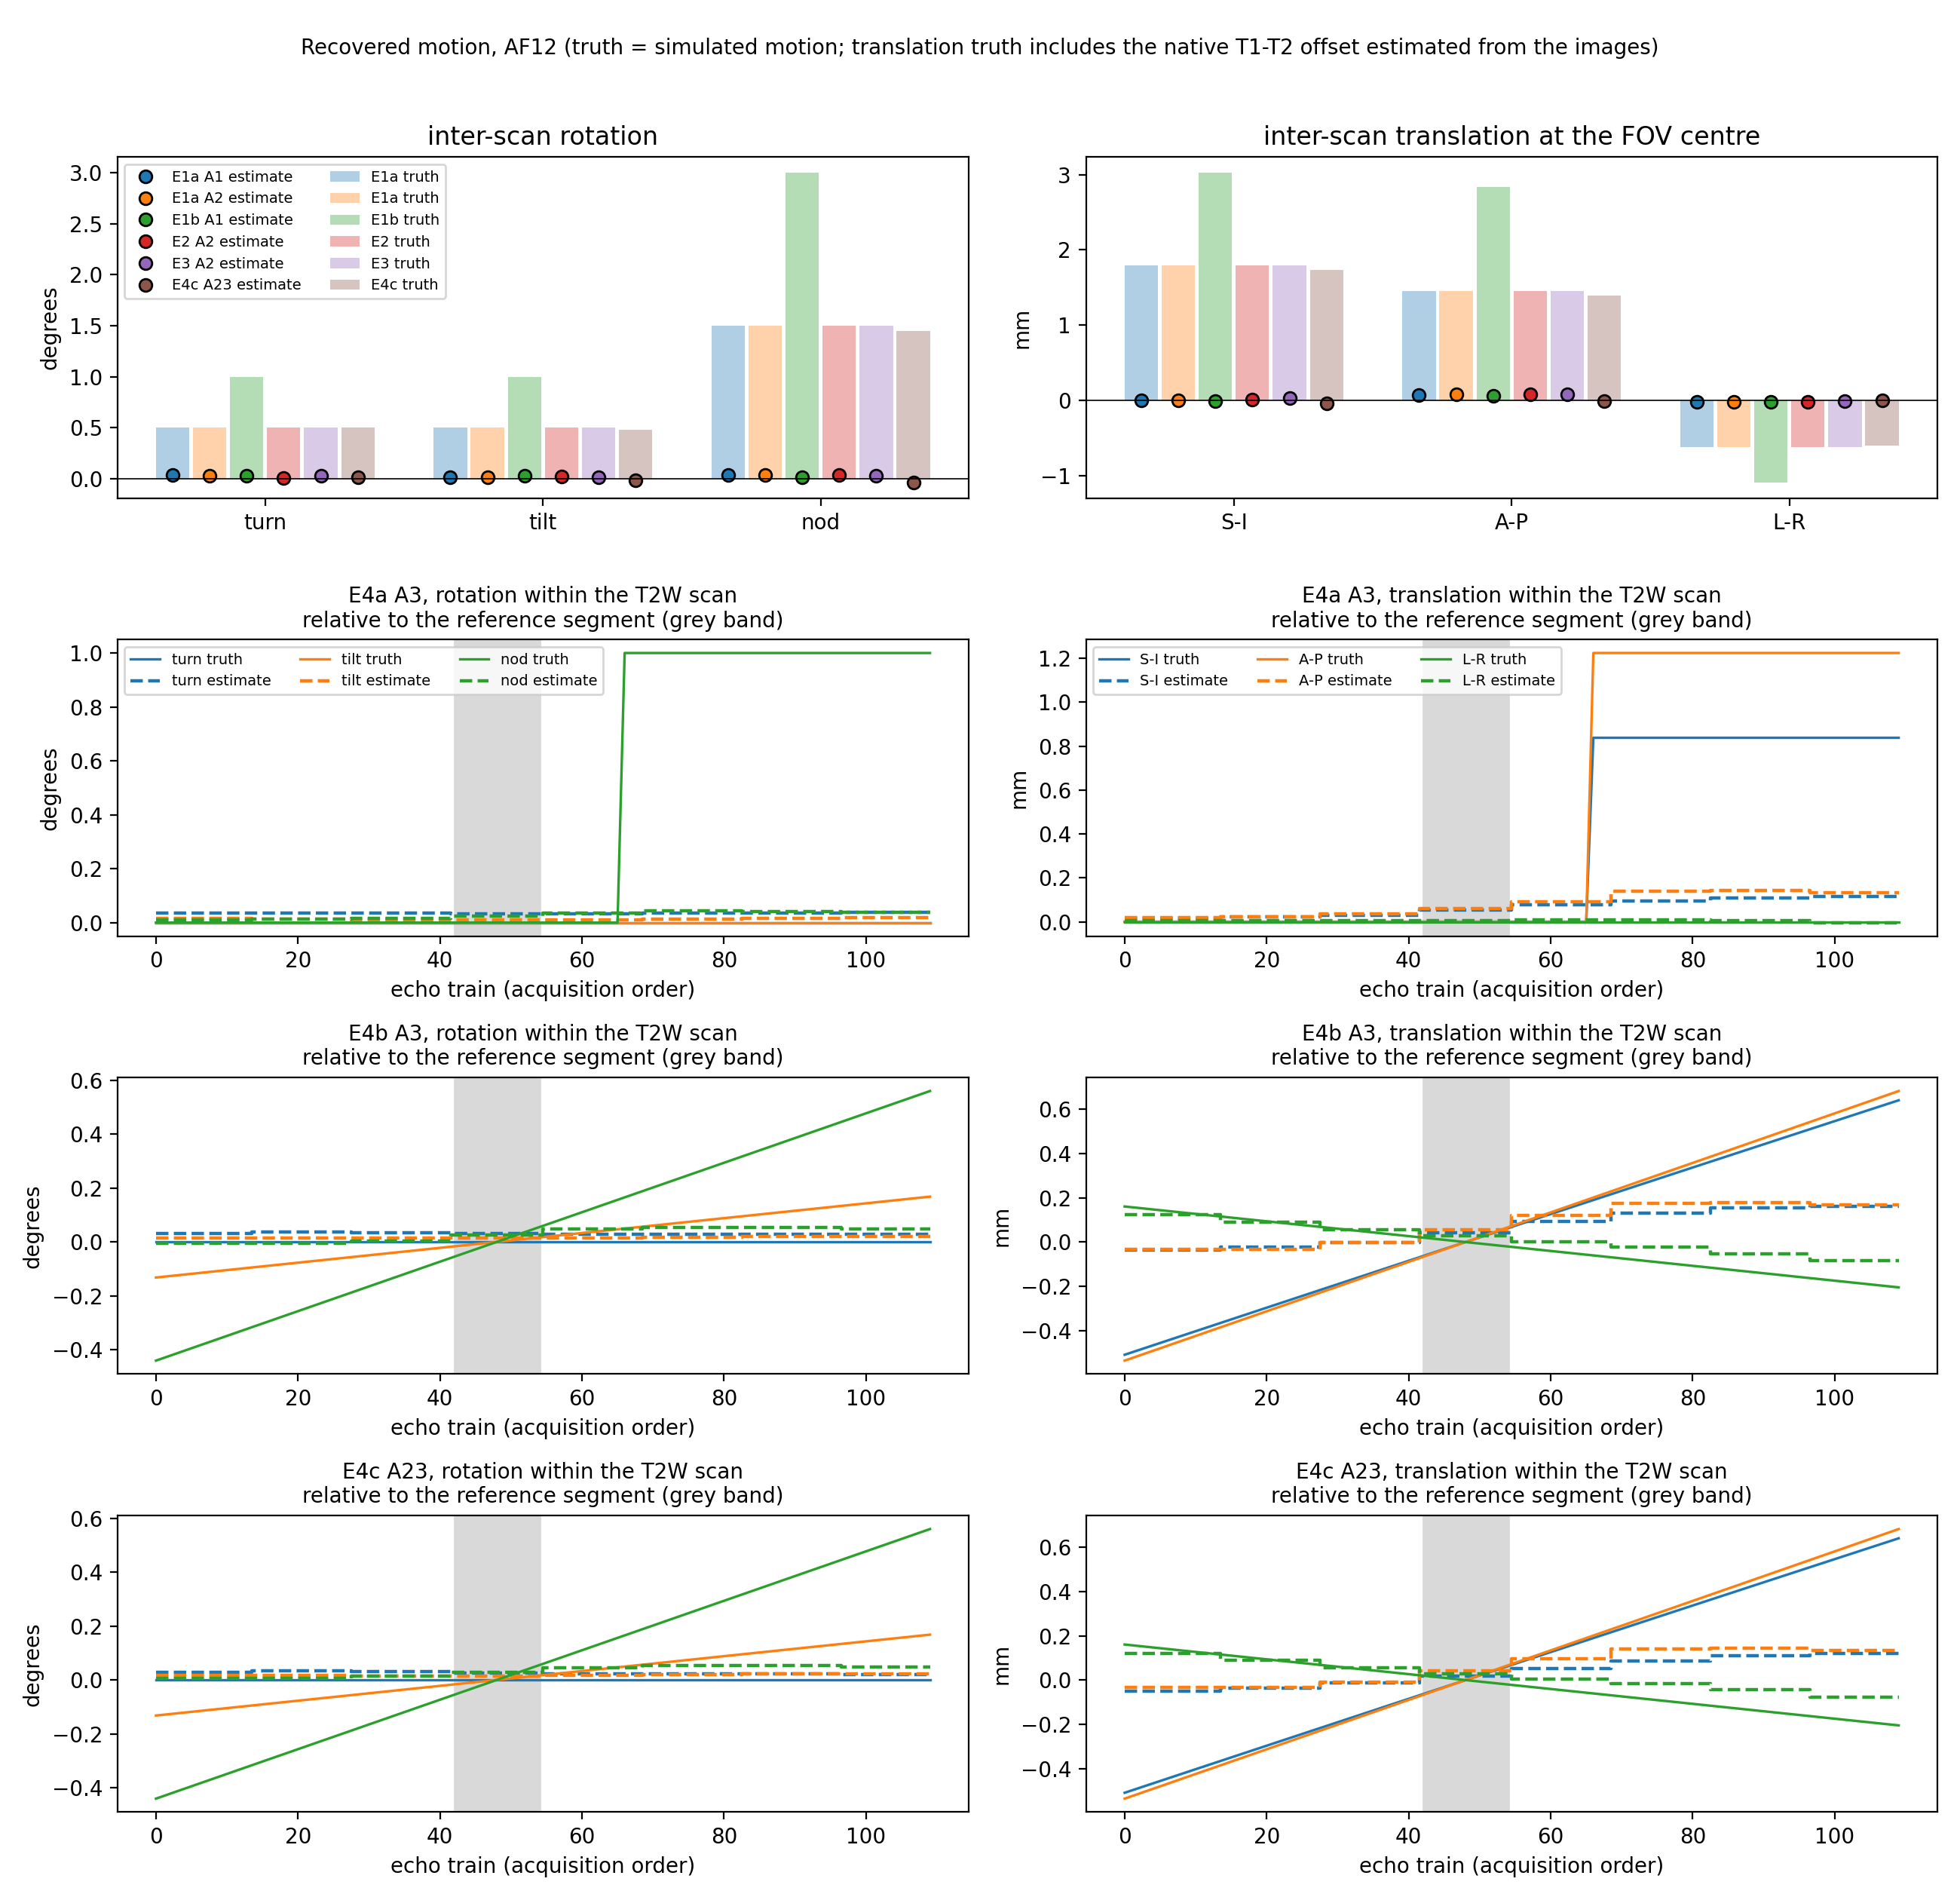 Recovered motion, AF12 (truth = simulated motion; translation truth includes the native T1-T2 offset estimated from the images)
inter-scan rotation
degrees
3.0
2.5
2.0
1.5
1.0
0.5
0.0
E1a A1 estimate
E1a A2 estimate
E1b A1 estimate
E2 A2 estimate
E3 A2 estimate
E4c A23 estimate
E1a truth
E1a truth
E1b truth
E2 truth
E3 truth
E4c truth
turn tilt nod
inter-scan translation at the FOV centre
mm
3
2
1
0
−1
S-I A-P L-R
E4a A3, rotation within the T2W scan
relative to the reference segment (grey band)
degrees
1.0
0.8
0.6
0.4
0.2
0.0
turn truth tilt truth nod truth
turn estimate tilt estimate nod estimate
0 20 40 60 80 100
echo train (acquisition order)
E4a A3, translation within the T2W scan
relative to the reference segment (grey band)
mm
1.2
1.0
0.8
0.6
0.4
0.2
0.0
S-I truth A-P truth L-R truth
S-I estimate A-P estimate L-R estimate
0 20 40 60 80 100
echo train (acquisition order)
E4b A3, rotation within the T2W scan
relative to the reference segment (grey band)
degrees
0.6
0.4
0.2
0.0
−0.2
−0.4
0 20 40 60 80 100
echo train (acquisition order)
E4b A3, translation within the T2W scan
relative to the reference segment (grey band)
mm
0.6
0.4
0.2
0.0
−0.2
−0.4
0 20 40 60 80 100
echo train (acquisition order)
E4c A23, rotation within the T2W scan
relative to the reference segment (grey band)
degrees
0.6
0.4
0.2
0.0
−0.2
−0.4
0 20 40 60 80 100
echo train (acquisition order)
E4c A23, translation within the T2W scan
relative to the reference segment (grey band)
mm
0.6
0.4
0.2
0.0
−0.2
−0.4
0 20 40 60 80 100
echo train (acquisition order)